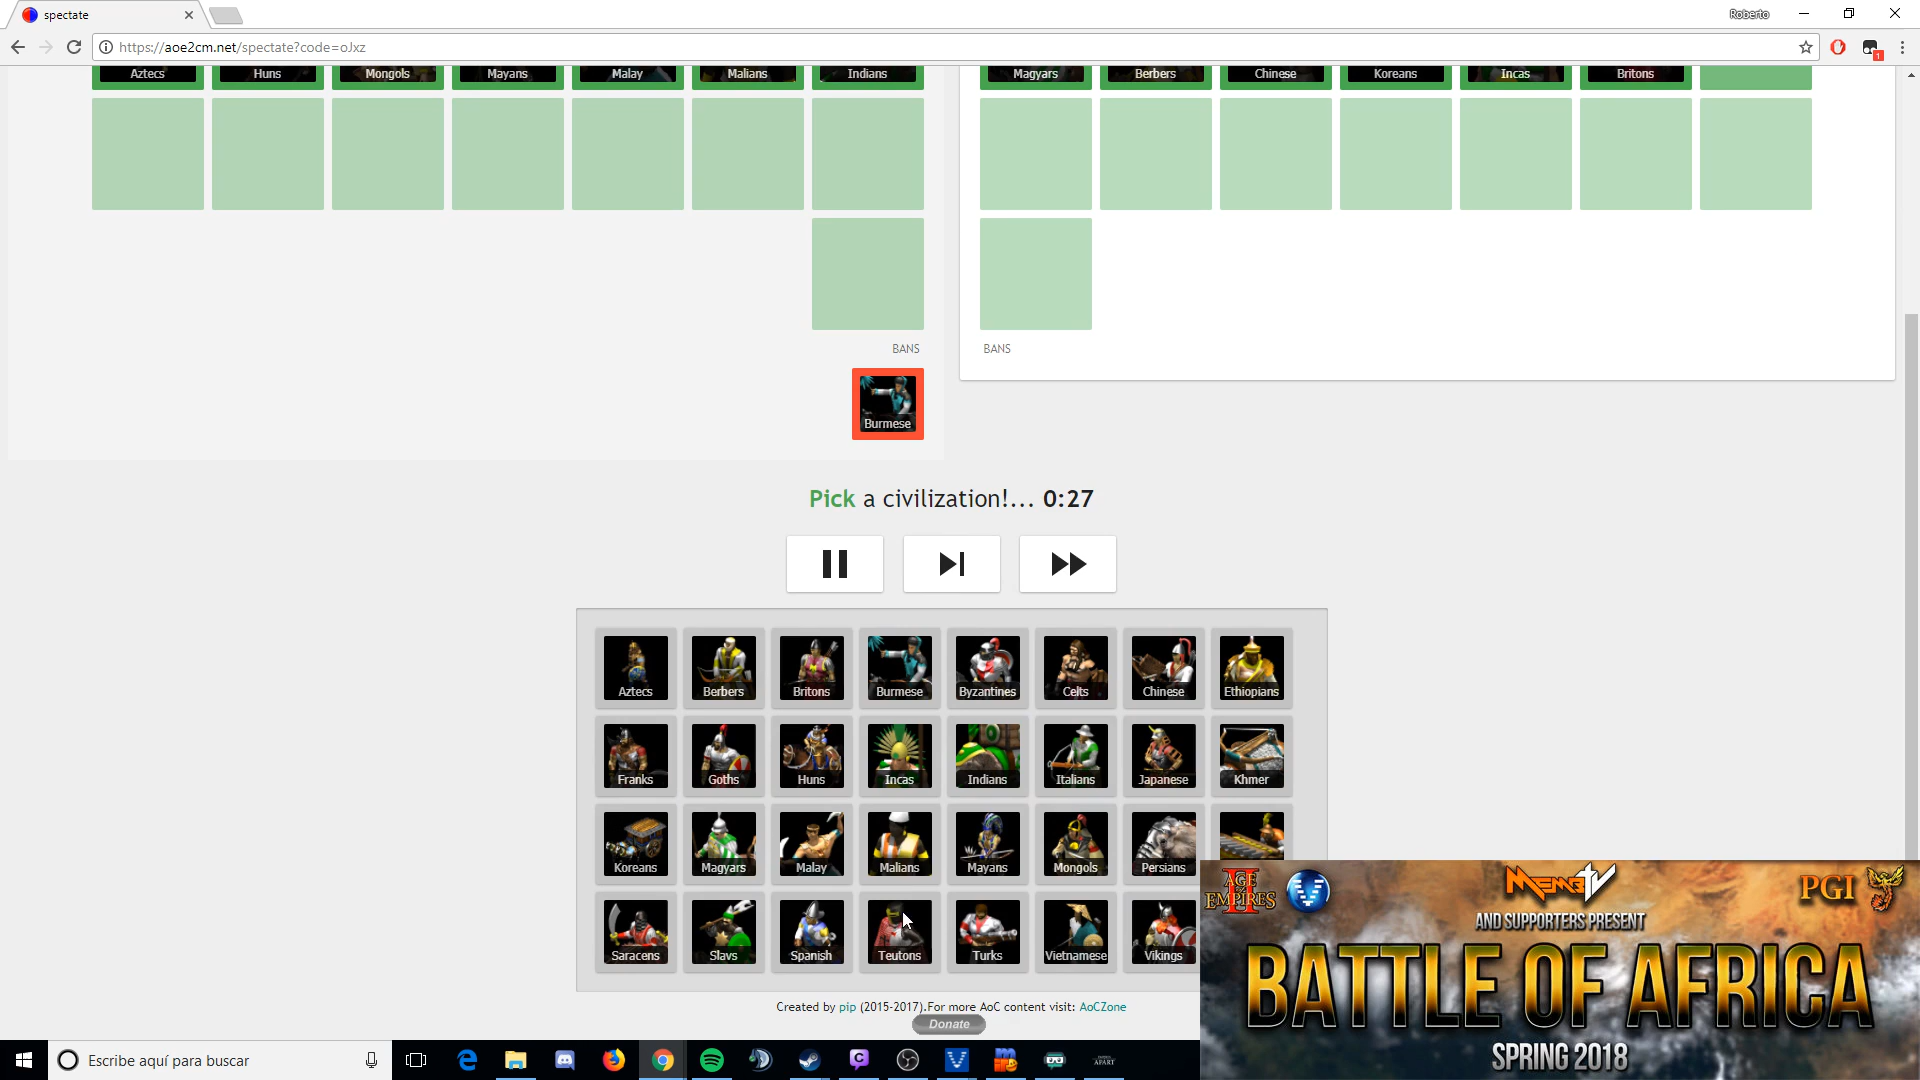 spectate
Roberto
https://aoe2cm.net/spectate?code=oJxz
1
Aztecs Huns Mongols Mayans Malay Malians Indians
Magyars Berbers Chinese Koreans Incas Britons
BANS
BANS
Burmese
Pick a civilization!... 0:27
Aztecs Berbers Britons Burmese Byzantines Celts Chinese Ethiopians
Franks Goths Huns Incas Indians Italians Japanese Khmer
Koreans Magyars Malay Malians Mayans Mongols Persians
Saracens Slavs Spanish Teutons Turks Vietnamese Vikings
Created by pip (2015-2017).For more AoC content visit: AoCZone
Donate
AGE II EMPIRES
MEMBTV
PGI
AND SUPPORTERS PRESENT
BATTLE OF AFRICA
SPRING 2018
Escribe aquí para buscar